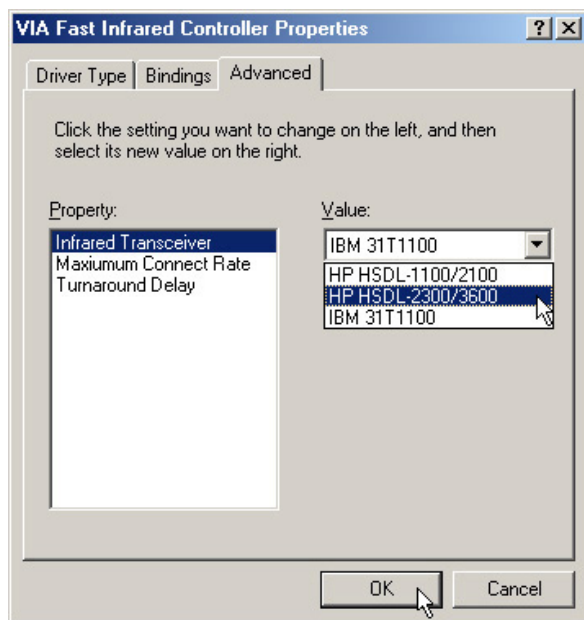 VIA Fast Infrared Controller Properties
Driver Type Bindings Advanced
Click the setting you want to change on the left, and then
select its new value on the right.
Property:
Infrared Transceiver
Maxiumum Connect Rate
Turnaround Delay
Value:
IBM 31T1100
HP HSDL-1100/2100
HP HSDL-2300/3600
IBM 31T1100
OK Cancel